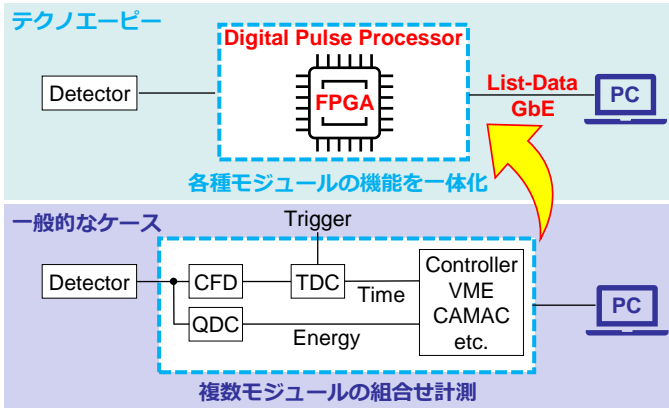 テクノエーピー
Digital Pulse Processor
Detector
FPGA
List-Data
GbE
PC
各種モジュールの機能を一体化
一般的なケース
Trigger
Detector
CFD
TDC
Time
QDC
Energy
Controller
VME
CAMAC
etc.
PC
複数モジュールの組合せ計測